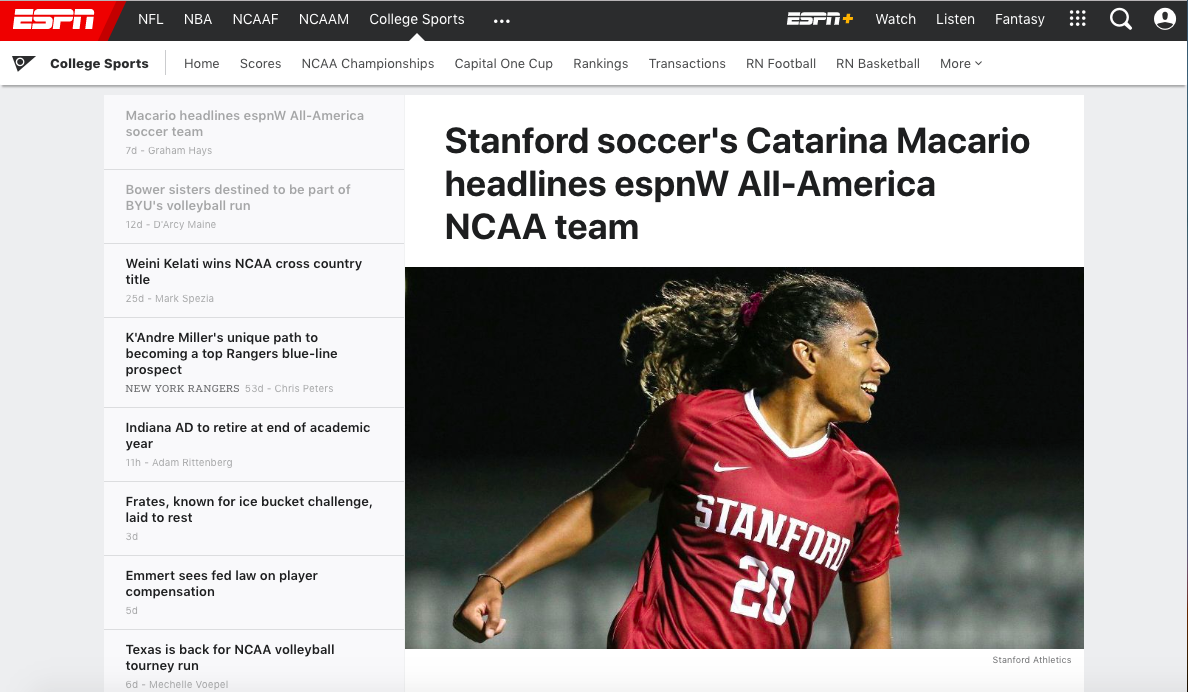 ESPN NFL NBA NCAAF NCAAM College Sports ... ESPN+ Watch Listen Fantasy
College Sports Home Scores NCAA Championships Capital One Cup Rankings Transactions RN Football RN Basketball More
Macario headlines espnW All-America
soccer team
7d - Graham Hays
Bower sisters destined to be part of
BYU's volleyball run
12d - D'Arcy Maine
Weini Kelati wins NCAA cross country
title
25d - Mark Spezia
K'Andre Miller's unique path to
becoming a top Rangers blue-line
prospect
NEW YORK RANGERS 53d - Chris Peters
Indiana AD to retire at end of academic
year
11h - Adam Rittenberg
Frates, known for ice bucket challenge,
laid to rest
3d
Emmert sees fed law on player
compensation
5d
Texas is back for NCAA volleyball
tourney run
6d - Mechelle Voepel
Stanford soccer's Catarina Macario
headlines espnW All-America
NCAA team
STANFORD
20
Stanford Athletics